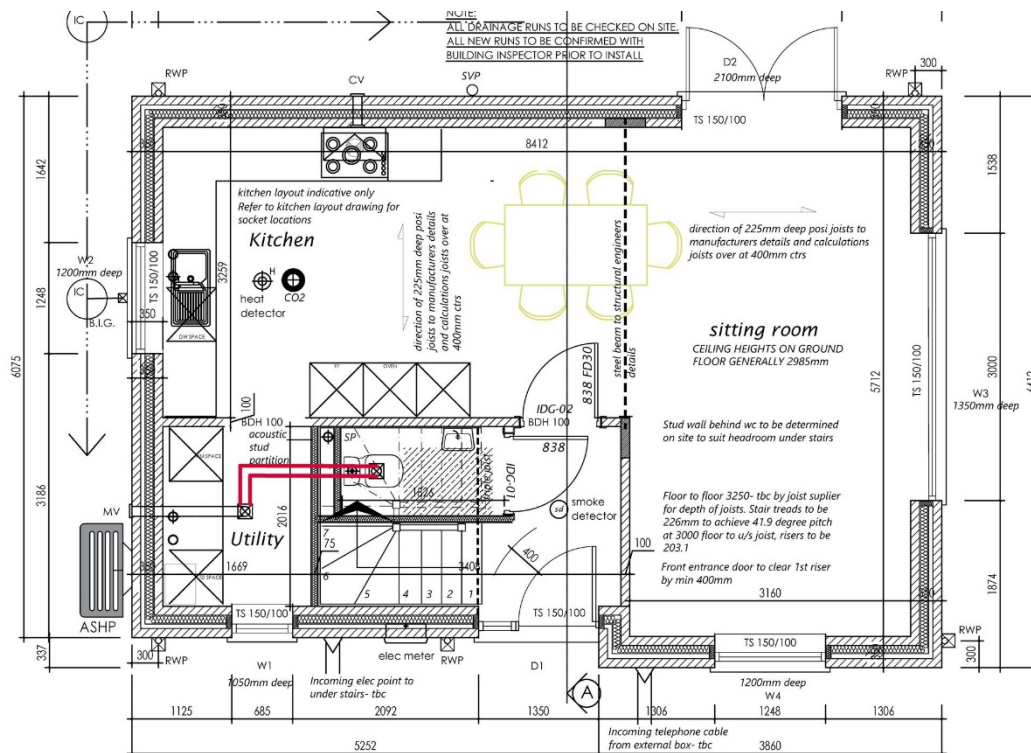 NOTE:
ALL DRAINAGE RUNS TO BE CHECKED ON SITE.
ALL NEW RUNS TO BE CONFIRMED WITH
BUILDING INSPECTOR PRIOR TO INSTALL
IC
RWP
CV
SVP
D2
2100mm deep
RWP
300
350
TS 150/100
350
350
8412
1642
1538
kitchen layout indicative only
Refer to kitchen layout drawing for
socket locations
Kitchen
direction of 225mm deep posi
joists to manufacturers details
and calculations joists over at
400mm ctrs
direction of 225mm deep posi joists to
manufacturers details and calculations
joists over at 400mm ctrs
W2
1200mm deep
TS 150/100
3259
H
heat
detector
CO2
IC
B.I.G.
1248
350
DW SPACE
steel beam to structural engineers
details
sitting room
CEILING HEIGHTS ON GROUND
FLOOR GENERALLY 2985mm
6075
5712
TS 150/100
3000
W3
1350mm deep
OVEN
838 FD30
100
IDG-02
BDH 100
acoustic
stud
partition
SP
BDH 100
838
IDG-01
Stud wall behind wc to be determined
on site to suit headroom under stairs
3186
1826
smoke
detector
sd
Floor to floor 3250- tbc by joist suplier
for depth of joists. Stair treads to be
226mm to achieve 41.9 degree pitch
at 3000 floor to u/s joist, risers to be
203.1
Front entrance door to clear 1st riser
by min 400mm
MV
2016
Utility
7
75
6
400
100
1669
3408
3160
1874
5
4
3
2
1
TS 150/100
TS 150/100
TS 150/100
ASHP
337
300
RWP
W1
1050mm deep
elec meter
RWP
D1
1200mm deep
W4
RWP
300
Incoming elec point to
under stairs- tbc
A
1125
685
2092
1350
1306
1248
1306
Incoming telephone cable
from external box- tbc
5252
3860